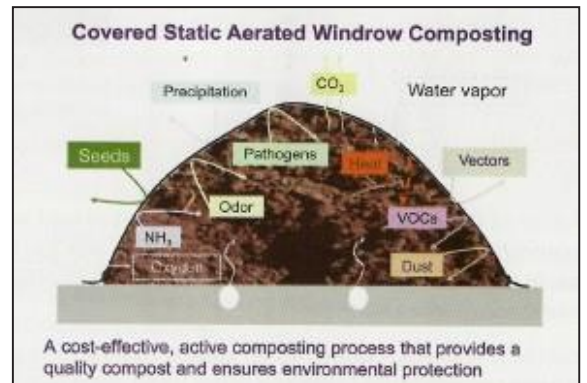 Covered Static Aerated Windrow Composting
CO2
Precipitation
Water vapor
Seeds
Pathogens
Heat
Vectors
Odor
VOCs
NH3
Oxygen
Dust
A cost-effective, active composting process that provides a
quality compost and ensures environmental protection